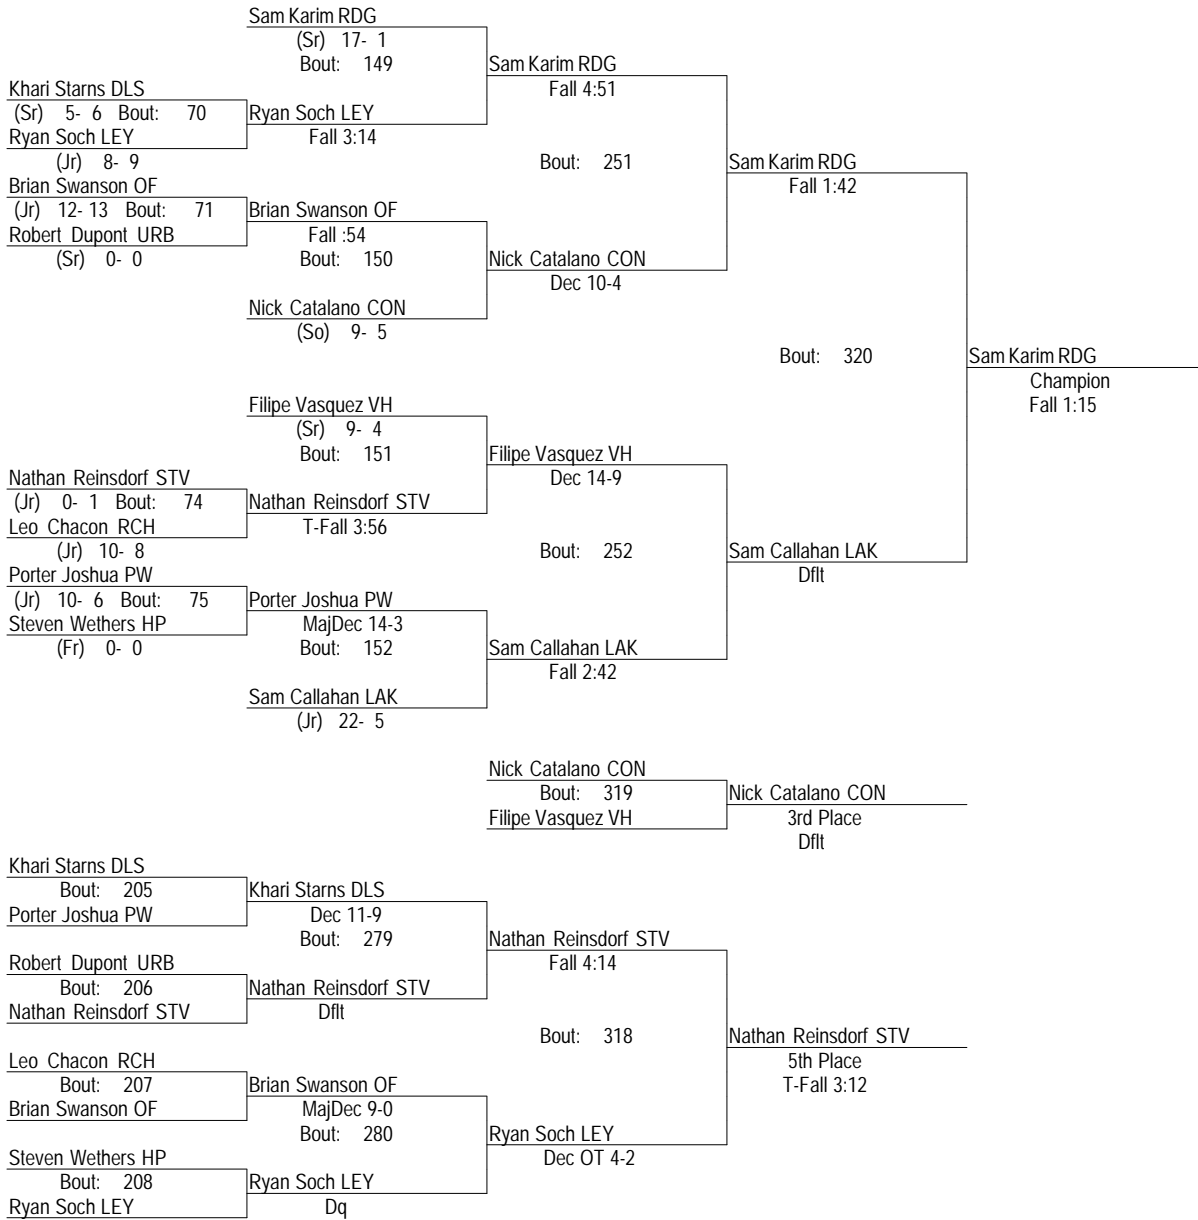 Sam Karim RDG
(Sr) 17- 1
Bout: 149
Sam Karim RDG
Fall 4:51
Khari Starns DLS
(Sr) 5- 6 Bout: 70
Ryan Soch LEY
Fall 3:14
Ryan Soch LEY
(Jr) 8- 9
Bout: 251
Sam Karim RDG
Fall 1:42
Brian Swanson OF
(Jr) 12- 13 Bout: 71
Brian Swanson OF
Fall :54
Robert Dupont URB
(Sr) 0- 0
Bout: 150
Nick Catalano CON
Dec 10-4
Nick Catalano CON
(So) 9- 5
Bout: 320
Sam Karim RDG
Champion
Fall 1:15
Filipe Vasquez VH
(Sr) 9- 4
Bout: 151
Filipe Vasquez VH
Dec 14-9
Nathan Reinsdorf STV
(Jr) 0- 1 Bout: 74
Nathan Reinsdorf STV
T-Fall 3:56
Leo Chacon RCH
(Jr) 10- 8
Bout: 252
Sam Callahan LAK
Dflt
Porter Joshua PW
(Jr) 10- 6 Bout: 75
Porter Joshua PW
MajDec 14-3
Steven Wethers HP
(Fr) 0- 0
Bout: 152
Sam Callahan LAK
Fall 2:42
Sam Callahan LAK
(Jr) 22- 5
Nick Catalano CON
Bout: 319
Nick Catalano CON
3rd Place
Dflt
Filipe Vasquez VH
Khari Starns DLS
Bout: 205
Khari Starns DLS
Dec 11-9
Porter Joshua PW
Bout: 279
Nathan Reinsdorf STV
Fall 4:14
Robert Dupont URB
Bout: 206
Nathan Reinsdorf STV
Dflt
Nathan Reinsdorf STV
Bout: 318
Nathan Reinsdorf STV
5th Place
T-Fall 3:12
Leo Chacon RCH
Bout: 207
Brian Swanson OF
MajDec 9-0
Brian Swanson OF
Bout: 280
Ryan Soch LEY
Dec OT 4-2
Steven Wethers HP
Bout: 208
Ryan Soch LEY
Dq
Ryan Soch LEY